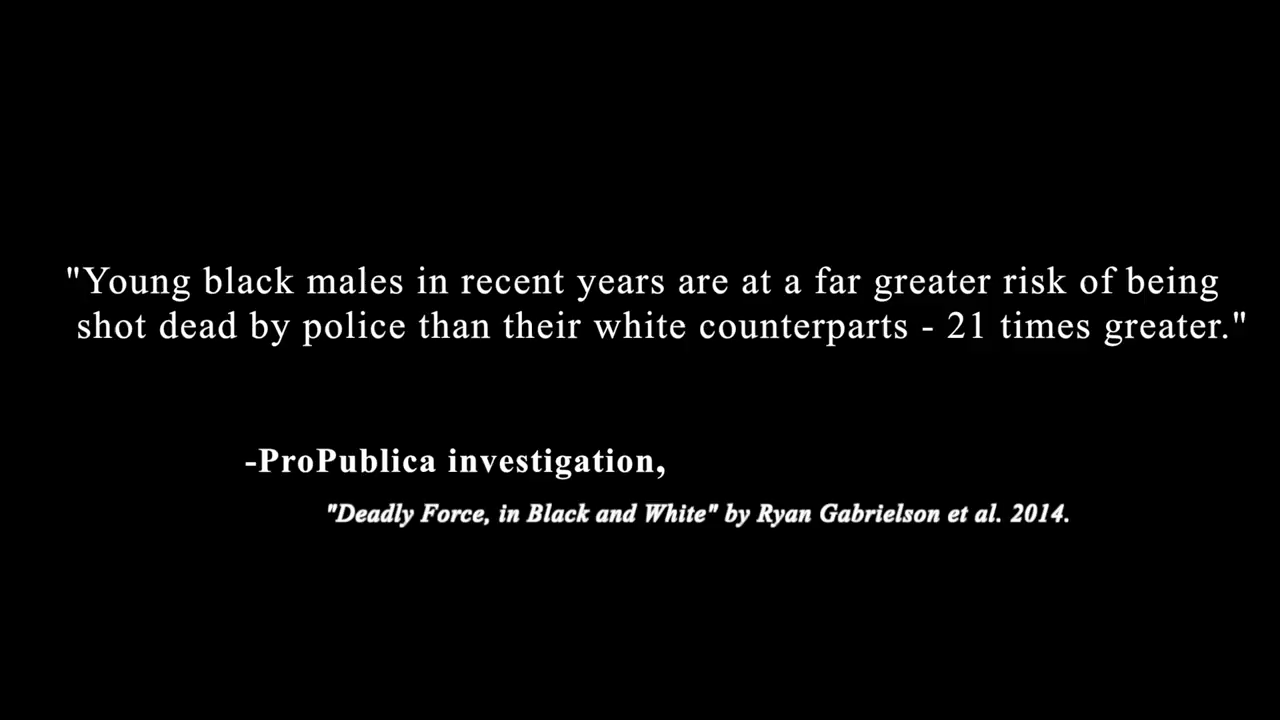 "Young black males in recent years are at a far greater risk of being
shot dead by police than their white counterparts - 21 times greater."
-ProPublica investigation,
"Deadly Force, in Black and White" by Ryan Gabrielson et al. 2014.